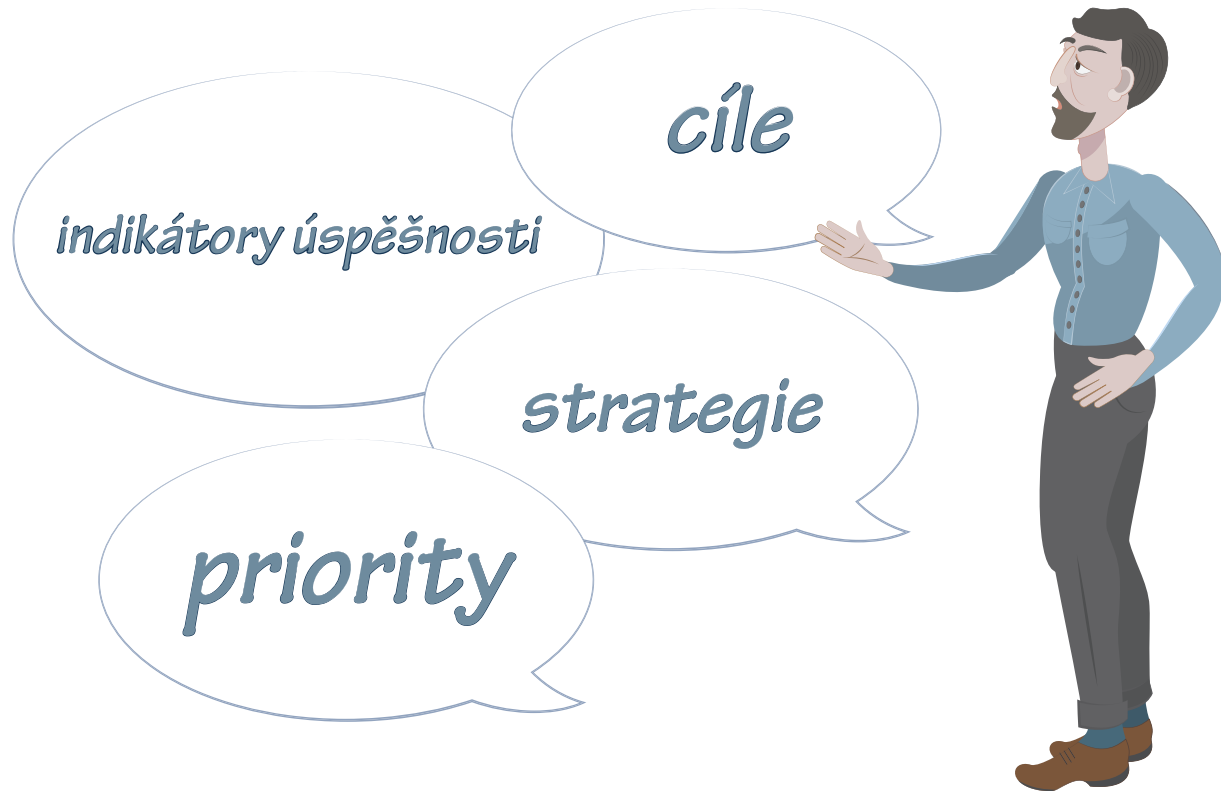 cíle
indikátory úspěšnosti
strategie
priority